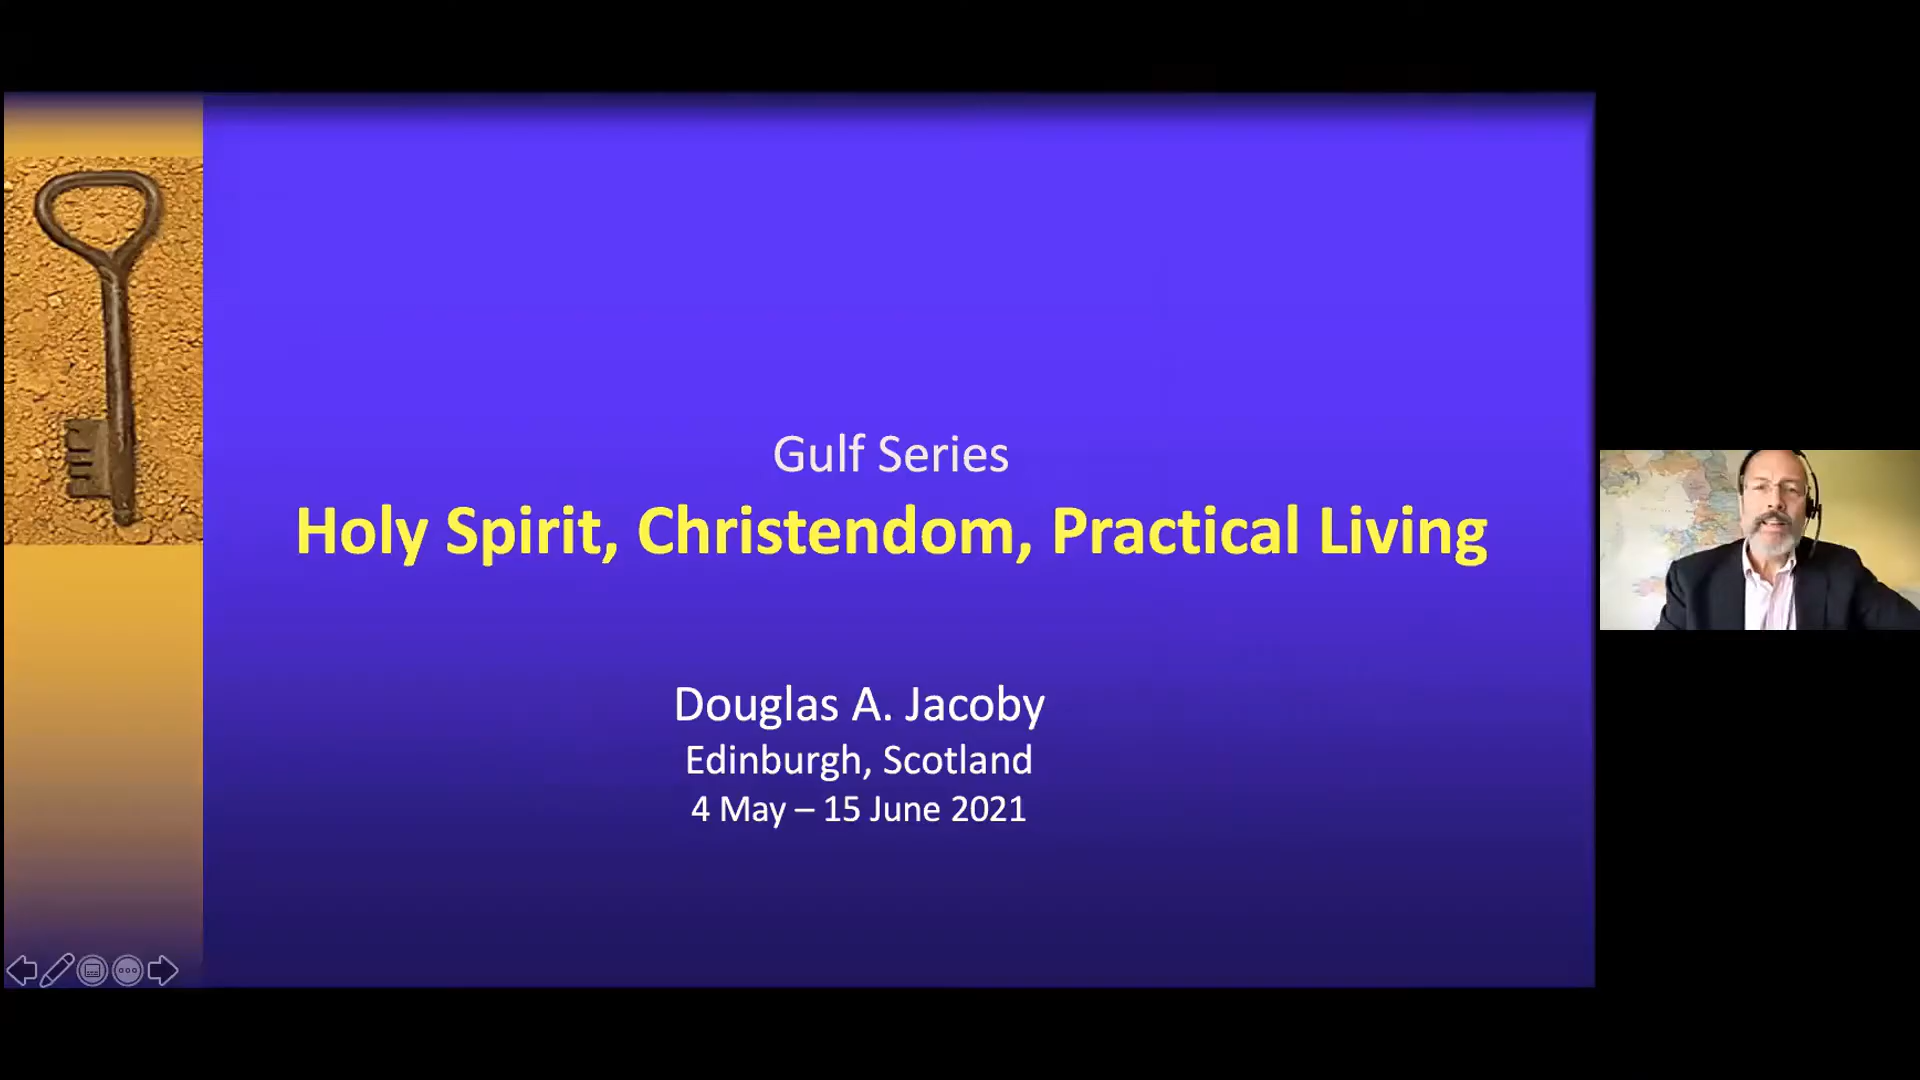 Gulf Series
Holy Spirit, Christendom, Practical Living
Douglas A. Jacoby
Edinburgh, Scotland
4 May – 15 June 2021